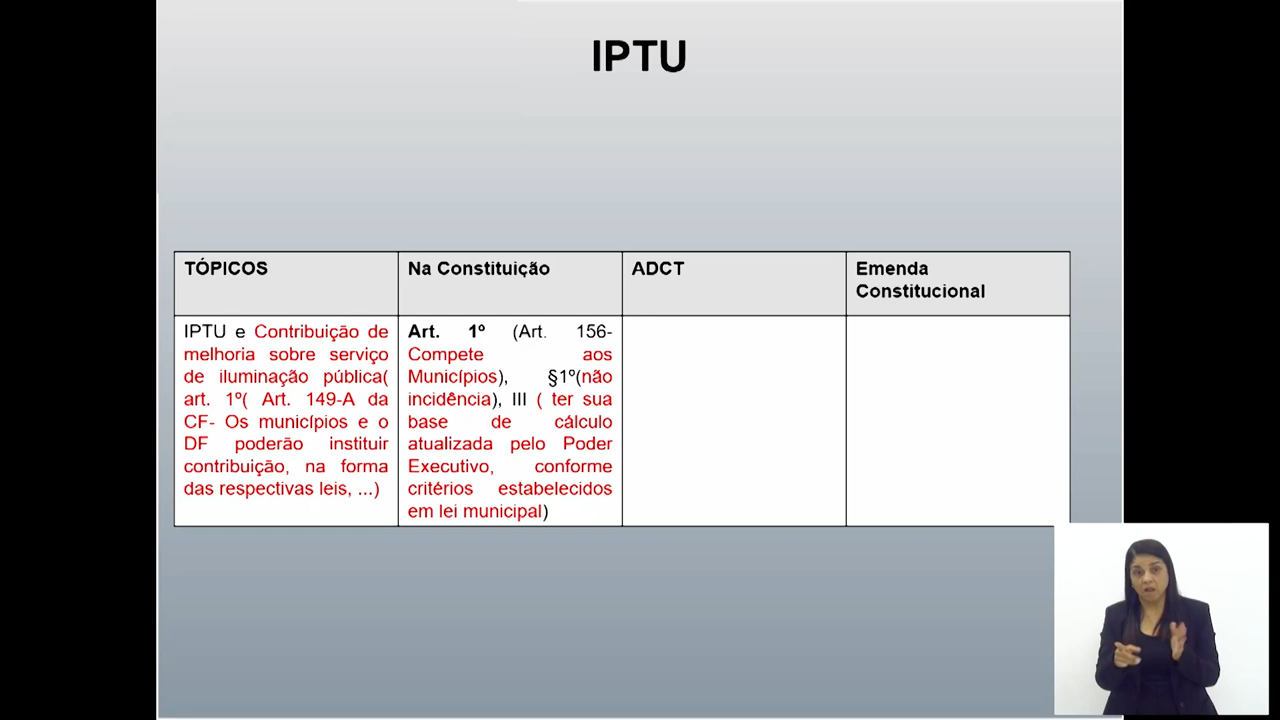 IPTU
TÓPICOS
Na Constituição
ADCT
Emenda
Constitucional
IPTU e Contribuição de
melhoria sobre serviço
de iluminação pública(
art. 1º( Art. 149-A da
CF- Os municípios e o
DF poderão instituir
contribuição, na forma
das respectivas leis, ...)
Art. 1º (Art. 156-
Compete aos
Municípios), §1º(não
incidência), III ( ter sua
base de cálculo
atualizada pelo Poder
Executivo, conforme
critérios estabelecidos
em lei municipal)